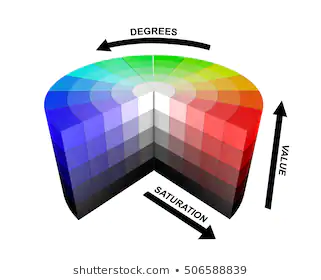 DEGREES
VALUE
SATURATION
shutterstock.com · 506588839